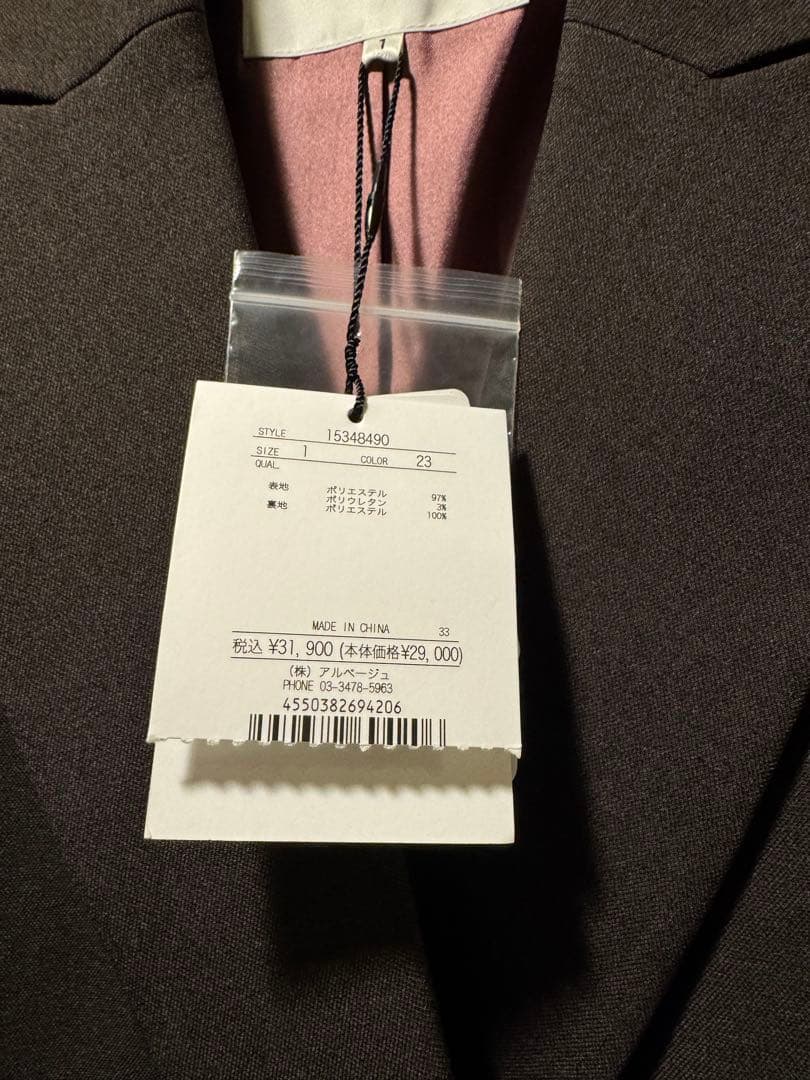 1
STYLE 15348490
SIZE 1 COLOR 23
QUAL.
表地 ポリエステル 97%
ポリウレタン 3%
裏地 ポリエステル 100%
MADE IN CHINA 33
税込 ¥31,900 (本体価格¥29,000)
(株) アルページュ
PHONE 03-3478-5963
4550382694206